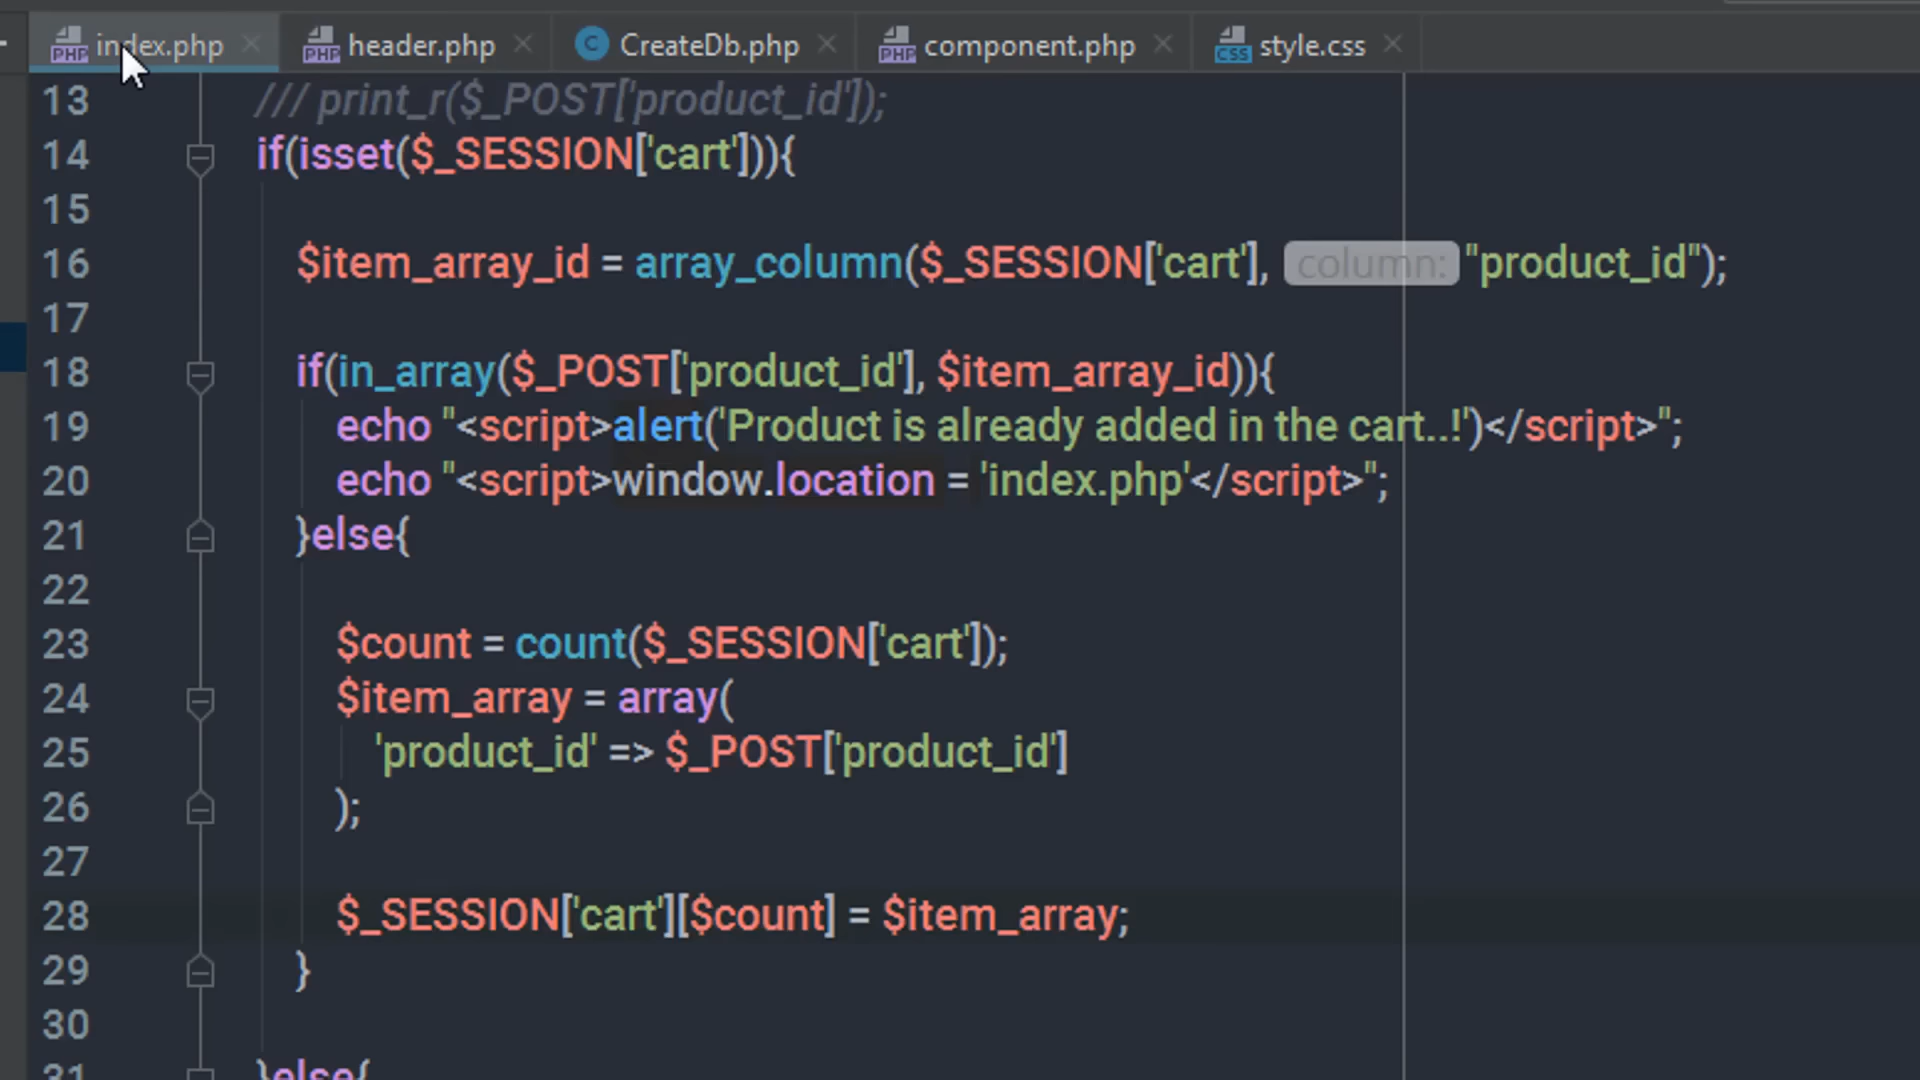 index.php header.php CreateDb.php component.php style.css
13 /// print_r($_POST['product_id']);
14 if(isset($_SESSION['cart'])){
15
16 $item_array_id = array_column($_SESSION['cart'], column: "product_id");
17
18 if(in_array($_POST['product_id'], $item_array_id)){
19 echo "<script>alert('Product is already added in the cart..!')</script>";
20 echo "<script>window.location = 'index.php'</script>";
21 }else{
22
23 $count = count($_SESSION['cart']);
24 $item_array = array(
25 'product_id' => $_POST['product_id']
26 );
27
28 $_SESSION['cart'][$count] = $item_array;
29 }
30
31 }else{